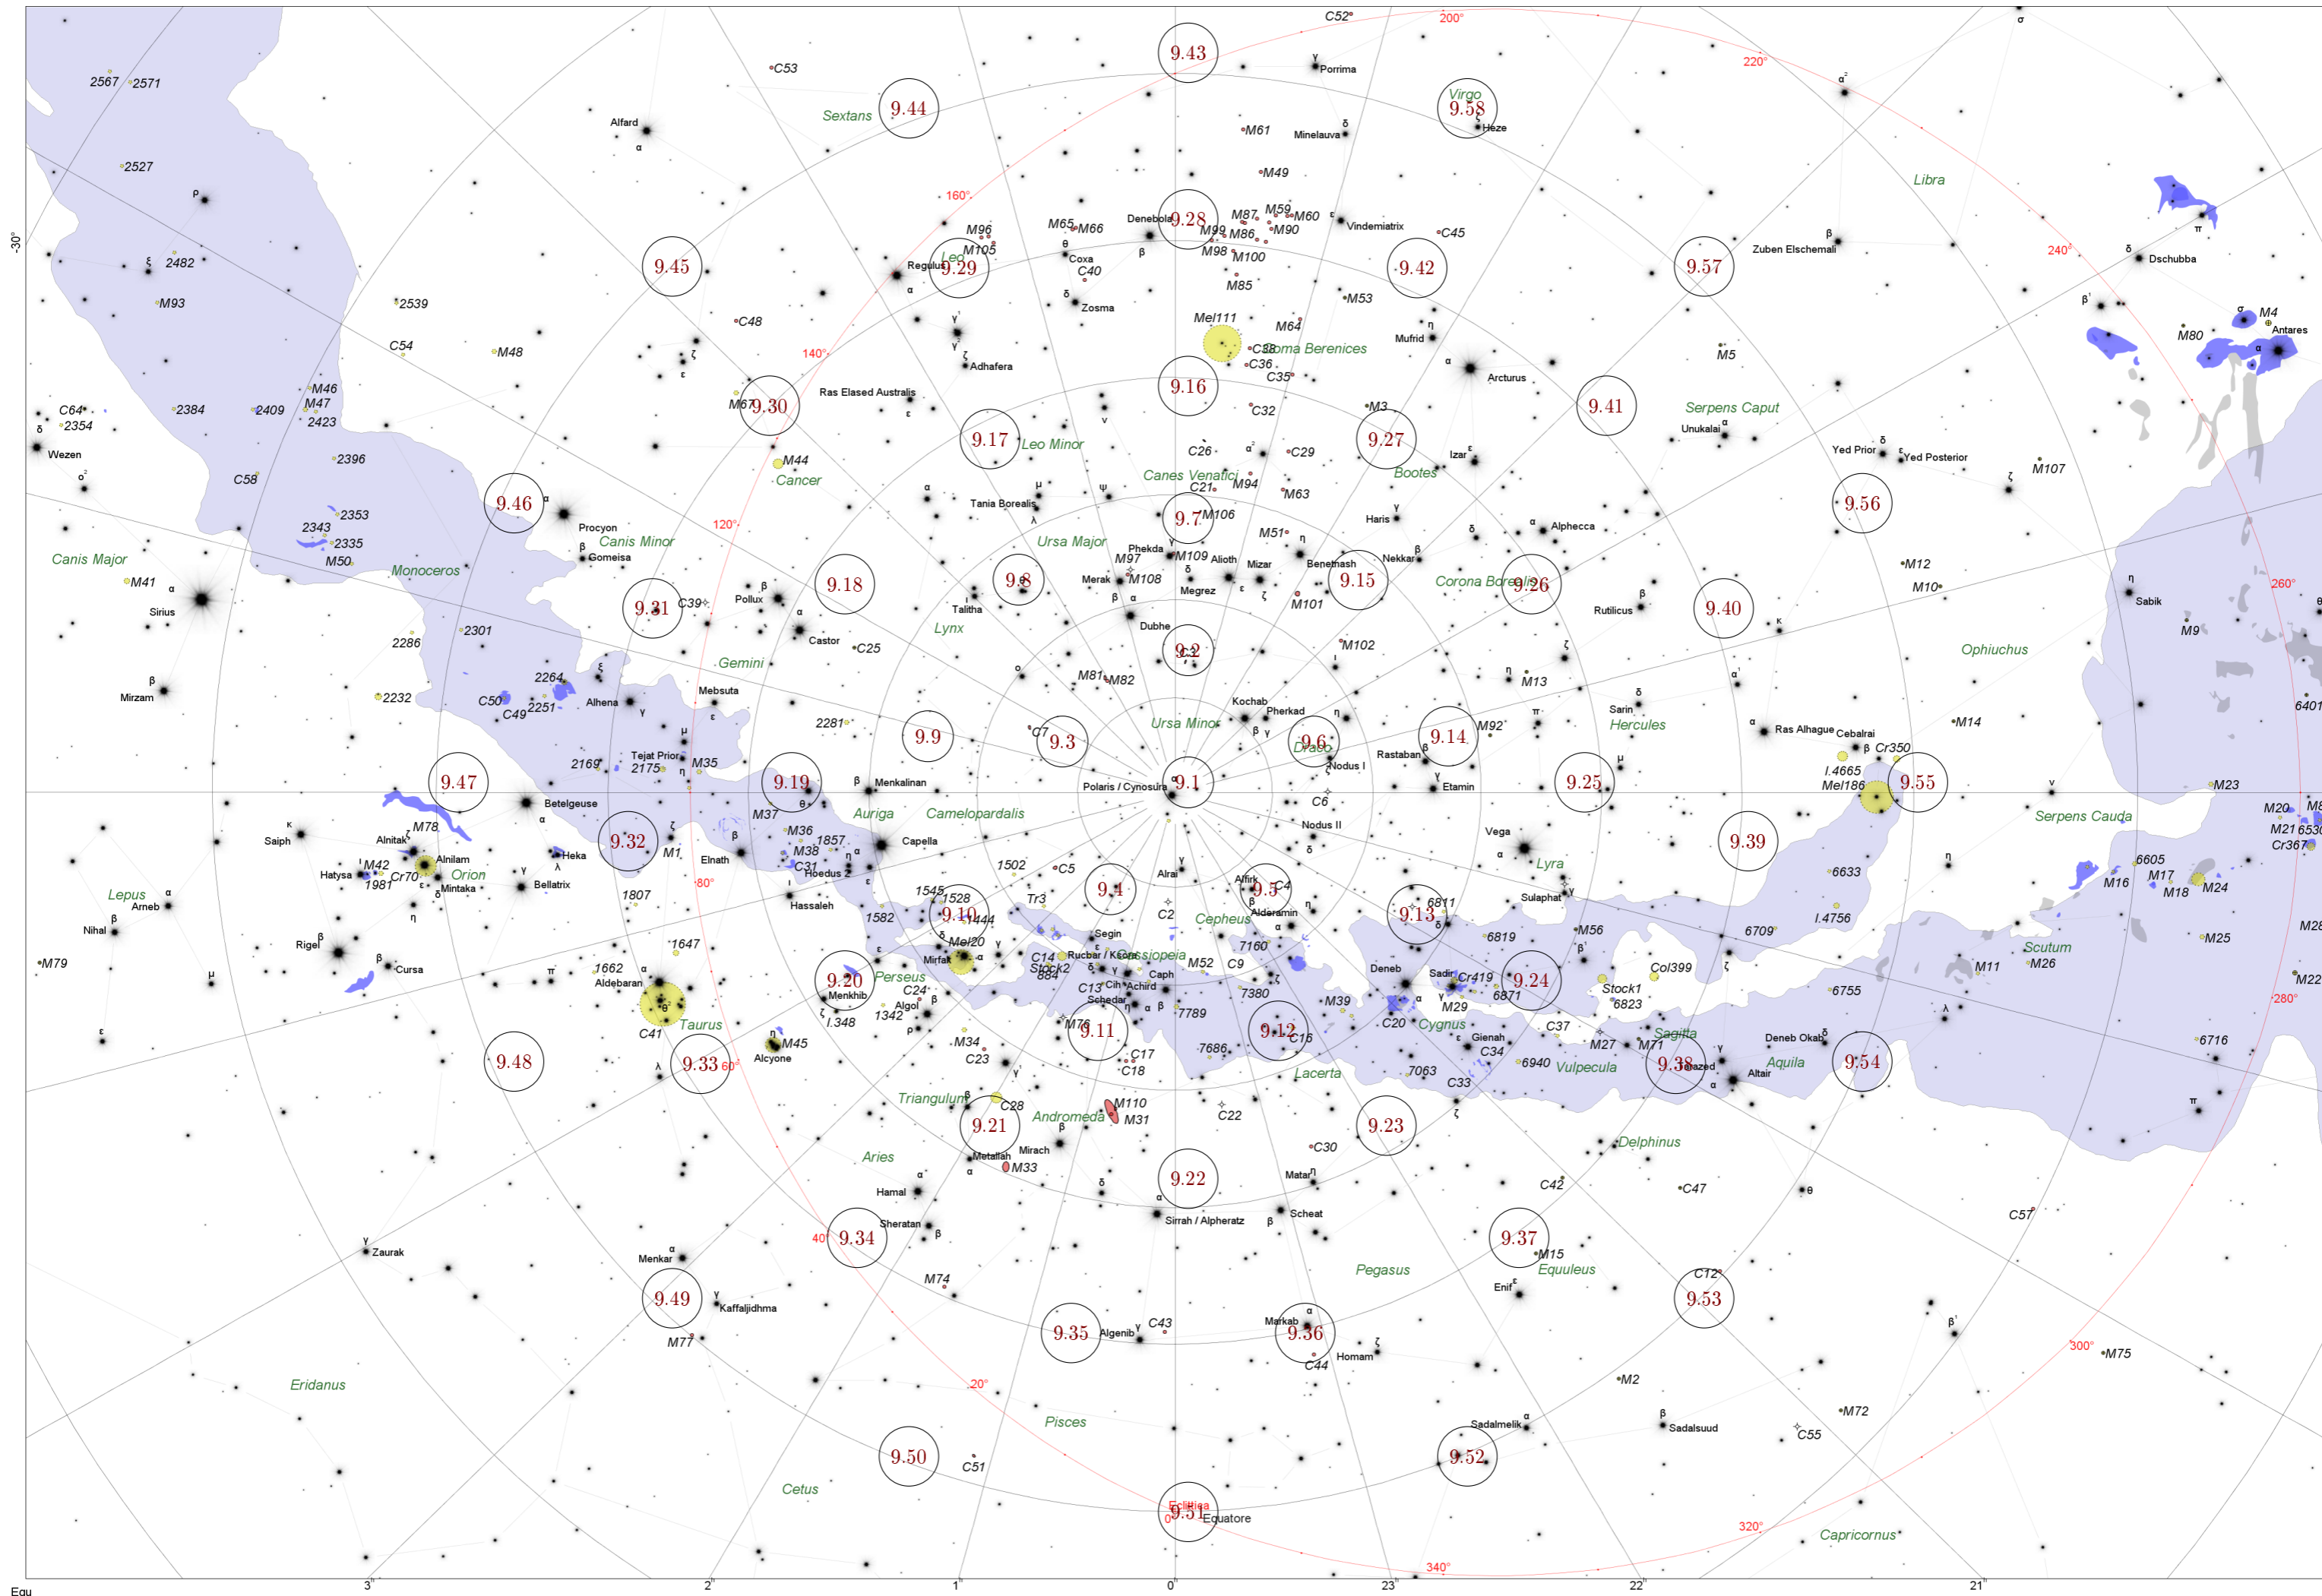 C52
200°
σ
9.43
Porrima
γ
220°
α²
C53
2567
2571
Sextans
9.44
Virgo
9.58
ζ
Heze
Alfard
α
M61
Minelauva
δ
2527
M49
Libra
ρ
160°
M87
M59
M60
ε
Vindemiatrix
C45
π
-30°
Denebola
9.28
M65
M66
M99
M86
M90
M96
M105
θ
Coxa
β
M98
M100
Zuben Elschemali
β
240°
δ
Dschubba
2482
ξ
9.45
Leo
9.29
Regulus
α
C40
M85
9.42
9.57
M93
2539
δ
Zosma
M53
β¹
σ
M4
Antares
α
C48
γ¹
γ²
Mel111
M64
η
Mufrid
M80
C54
M48
ζ
ε
140°
ζ
Adhafera
C38
Coma Berenices
C36
C35
α
Arcturus
M5
M46
M47
2423
M67
9.30
Ras Elased Australis
ε
9.16
C32
M3
9.41
Serpens Caput
α
Unukalai
C64
2354
2384
2409
δ
Wezen
ν
9.17
Leo Minor
C26
α²
C29
9.27
Izar
ε
Yed Prior
δ
ε
Yed Posterior
M107
2396
M44
Cancer
Canes Venatici
Bootes
ζ
ο²
C58
M94
C21
M63
9.46
α
Procyon
α
Tania Borealis
μ
λ
ψ
9.7
M106
γ
Haris
9.56
2353
2343
2335
120°
Ursa Major
M51
δ
α
Alphecca
Canis Major
M50
Canis Minor
β
Gomeisa
Monoceros
Phekda
γ
M109
M97
M108
Alioth
Mizar
η
Benetnash
Nekkar
β
M12
M41
α
Sirius
β
Pollux
9.18
9.8
θ
Merak
β
α
δ
Megrez
ε
ζ
M101
9.15
Corona Borealis
9.26
M10
260°
η
Sabik
θ
C39
9.31
α
Castor
Talitha
ι
Dubhe
Rutilicus
β
9.40
κ
M9
2286
2301
Lynx
C25
9.2
C3
M102
ι
ζ
Ophiuchus
Gemini
ο
M81
M82
η
M13
α¹
β
Mirzam
2264
ξ
C50
C49
2251
2232
Alhena
γ
Mebsuta
ε
Kochab
Pherkad
β
γ
Ursa Minor
η
π
δ
Sarin
Hercules
6401
2281
C7
9.9
9.3
9.6
Draco
Nodus I
ζ
9.14
Rastaban
β
M92
α
Ras Alhague
Cebalrai
β
Cr350
M14
μ
Tejat Prior
η
M35
2169
2175
9.47
9.19
θ
β
Menkalinan
Polaris / Cynosura
α
9.1
γ
Etamin
9.25
μ
I.4665
Mel186
9.55
ν
M23
Betelgeuse
α
M37
Auriga
Camelopardalis
C6
Serpens Cauda
M20
M8
M21
6530
Cr367
κ
Saiph
Alnitak
ζ
M78
9.32
ζ
M1
β
Elnath
M36
M38
1857
C31
η
Hoedus 2
ε
α
Capella
Nodus II
δ
Vega
α
9.39
η
Alnilam
ι
Hatysa
M42
1981
Cr70
ε
δ
Mintaka
Orion
Heka
λ
Bellatrix
1502
C5
γ
Alrai
Lyra
Sulaphat
γ
6633
6605
M16
M17
M18
M24
Lepus
α
Arneb
η
1807
80°
ι
Hassaleh
9.4
Alfirk
9.5
C4
β
β
Nihal
1582
1545
1528
9.10
1444
Tr3
C2
Cepheus
Alderamin
α
η
6811
9.13
δ
I.4756
M28
Rigel
β
1647
δ
Mel20
Segin
ε
7160
6819
M56
β¹
6709
M25
Scutum
M79
β
Cursa
1662
α
Aldebaran
Mirfak
α
γ
C14
Stock2
884
Rucbar / Ksora
Cassiopeia
M52
C9
ζ
Deneb
α
Sadir
Cr419
9.24
Col399
ζ
M11
M26
M22
μ
π
ε
Perseus
9.20
δ
γ
Caph
Cih
Achird
C13
Schedar
η
α
β
7380
γ
M29
6871
Stock1
6823
6755
280°
θ²
C41
Taurus
Menkhib
ζ
I.348
1342
C24
Algol
β
ρ
M76
9.11
7789
9.12
C16
M39
C20
Cygnus
C37
Sagitta
λ
ε
η
M45
Alcyone
M34
C23
C17
C18
7686
Lacerta
Gienah
ε
C34
M27
M71
9.38
Tarazed
γ
Deneb Okab
δ
6716
9.48
λ
9.33
60°
γ¹
7063
C33
ζ
6940
Vulpecula
α
Altair
Aquila
9.54
π
Triangulum
β
C28
9.21
Andromeda
M110
M31
C22
9.23
Delphinus
Metallah
α
M33
Mirach
β
C30
Aries
α
Hamal
δ
9.22
Matar
η
C42
C47
θ
C57
Sheratan
β
α
Sirrah / Alpheratz
β
Scheat
9.34
40°
γ
Zaurak
Menkar
α
9.37
M15
Equuleus
Pegasus
C12
M74
9.49
γ
Kaffaljidhma
M77
ε
Enif
9.53
9.35
Algenib
γ
C43
Markab
α
9.36
C44
Homam
ζ
β¹
300°
M75
Eridanus
20°
M2
M72
Pisces
Sadalmelik
α
β
Sadalsuud
C55
9.50
C51
9.52
Cetus
Eclittica
9.51
0°
Equatore
320°
Capricornus
340°
Equ
3h
2h
1h
0h
23h
22h
21h